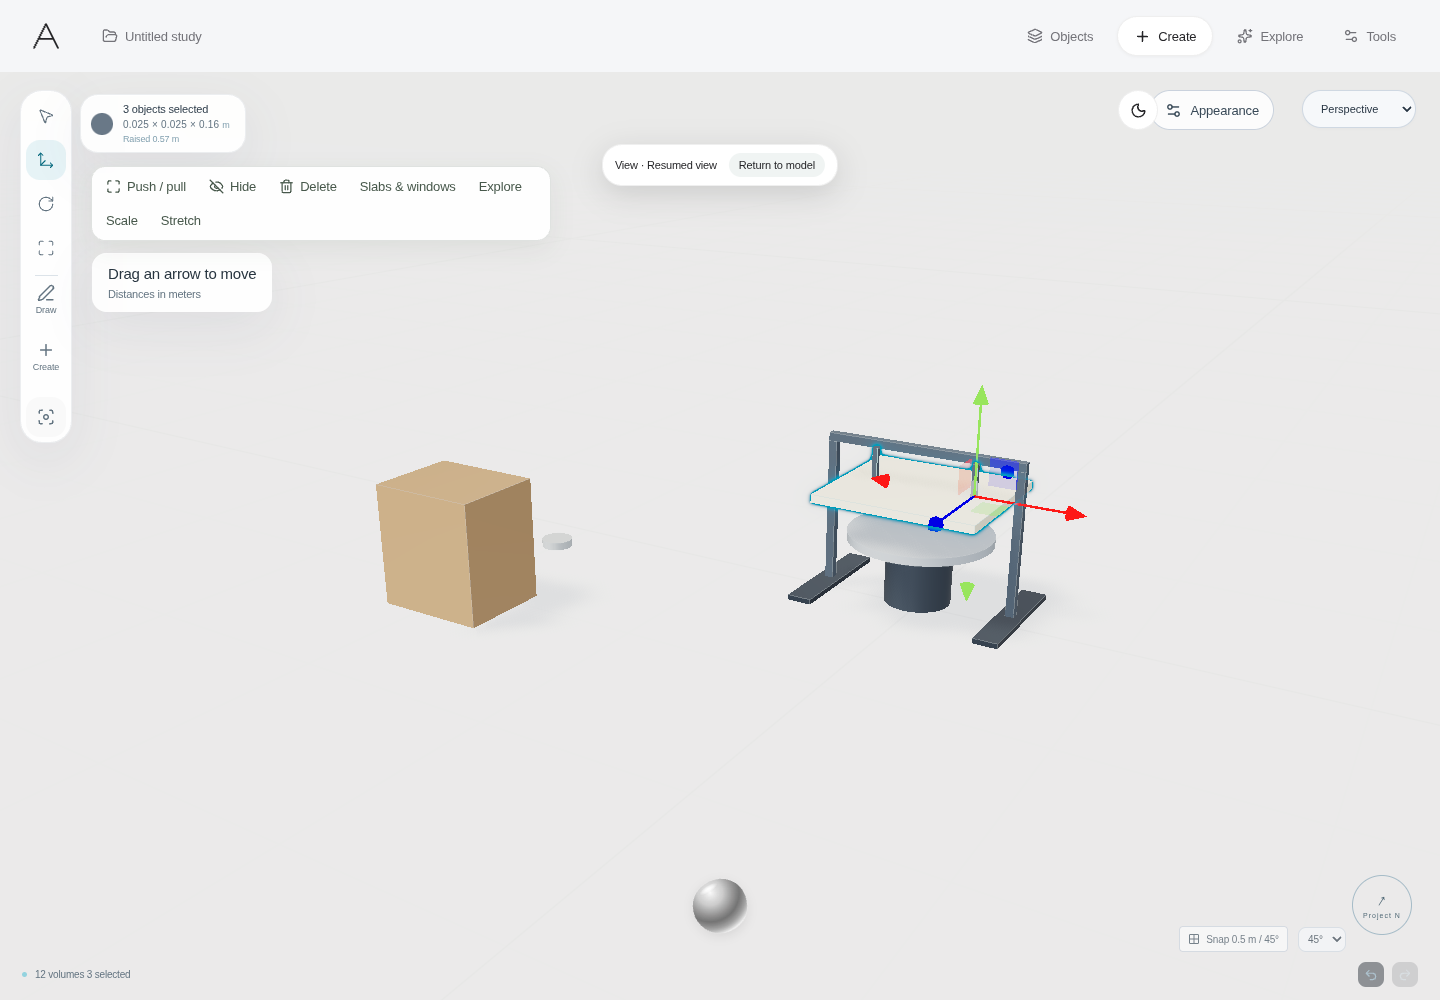 Untitled study
Objects
Create
Explore
Tools
3 objects selected
0.025 × 0.025 × 0.16 m
Raised 0.57 m
Appearance
Perspective
View · Resumed view
Return to model
Push / pull
Hide
Delete
Slabs & windows
Explore
Scale
Stretch
Drag an arrow to move
Distances in meters
Draw
Create
Project N
Snap 0.5 m / 45°
45°
12 volumes 3 selected